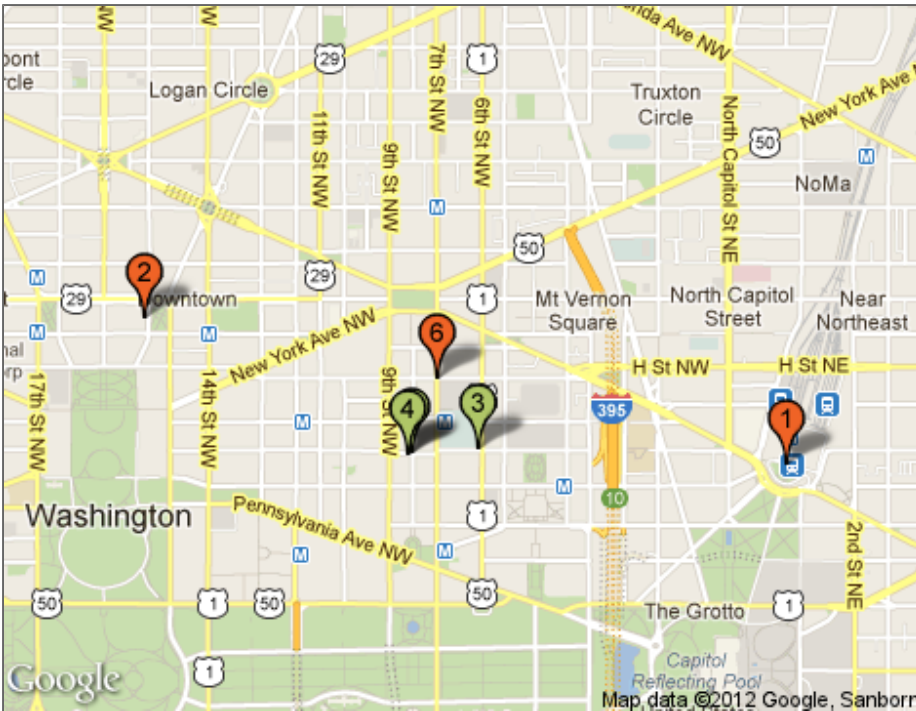 29
Logan Circle
7th St NW
1
6th St NW
11th St NW
9th St NW
Truxton
Circle
North Capitol St NE
New York Ave N
50
M
NoMa
M
50
2
M
29
Downtown
29
1
Mt Vernon
Square
North Capitol
Street
Near
Northeast
M
M
New York Ave NW
M
6
H St NW
H St NE
17th St NW
14th St NW
9th St NW
4
M
3
395
1
M
M
10
Washington
Pennsylvania Ave NW
1
M
M
2nd St NE
50
1
50
50
The Grotto
1
1
Capitol
Reflecting Pool
Google
Map data ©2012 Google, Sanborn